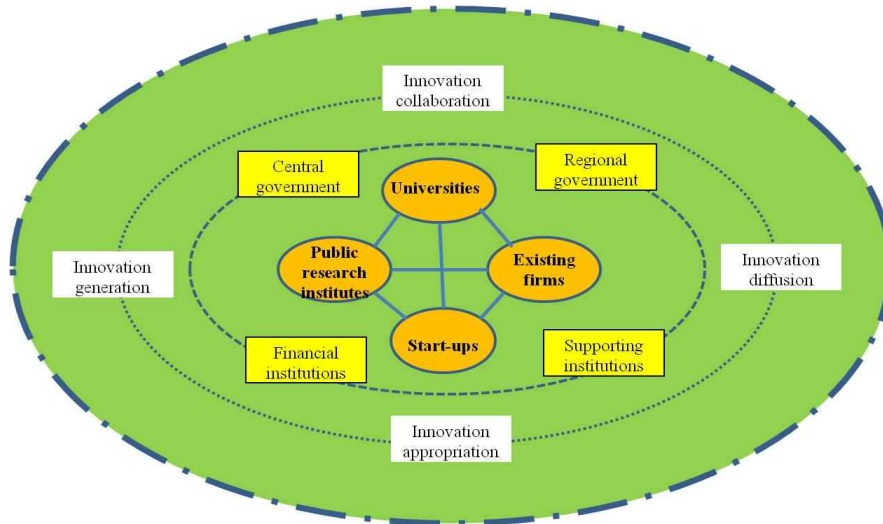 Innovation
collaboration
Central
government
Regional
government
Universities
Public
research
institutes
Existing
firms
Innovation
generation
Innovation
diffusion
Start-ups
Financial
institutions
Supporting
institutions
Innovation
appropriation